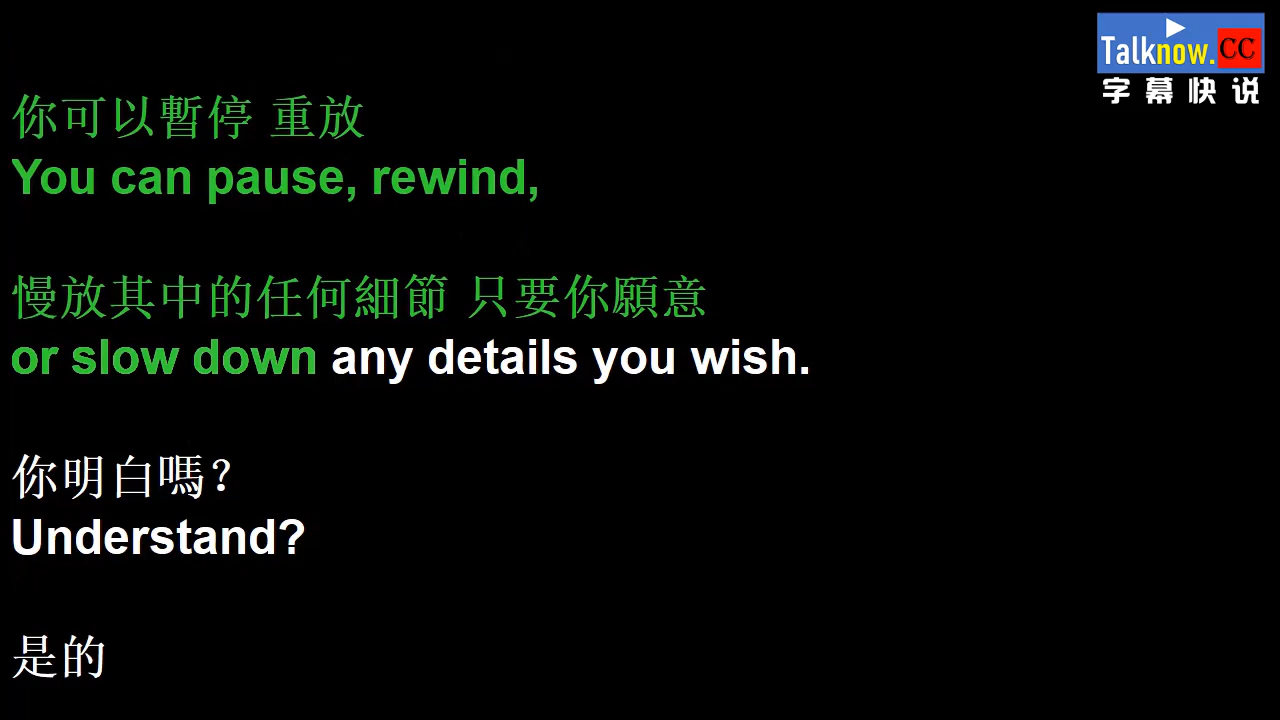 Talknow.CC
字幕快说
你可以暫停 重放
You can pause, rewind,
慢放其中的任何細節 只要你願意
or slow down any details you wish.
你明白嗎?
Understand?
是的